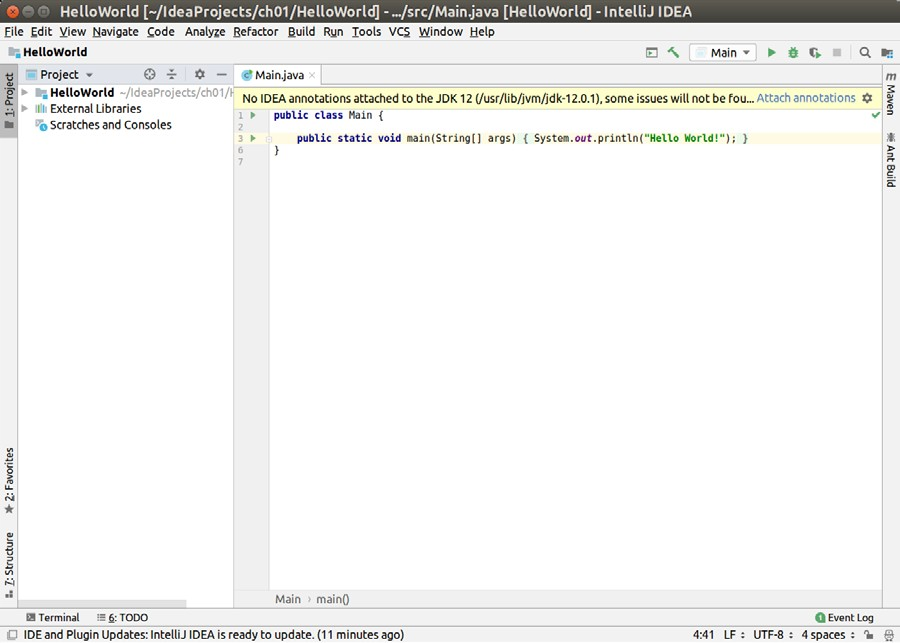 HelloWorld [~/IdeaProjects/ch01/HelloWorld] - .../src/Main.java [HelloWorld] - IntelliJ IDEA
File Edit View Navigate Code Analyze Refactor Build Run Tools VCS Window Help
HelloWorld
Main
1: Project
Project
Main.java
HelloWorld ~/IdeaProjects/ch01/H
External Libraries
Scratches and Consoles
No IDEA annotations attached to the JDK 12 (/usr/lib/jvm/jdk-12.0.1), some issues will not be fou... Attach annotations
1 public class Main {
2
3 public static void main(String[] args) { System.out.println("Hello World!"); }
6 }
7
m Maven
Ant Build
2: Favorites
7: Structure
Main › main()
Terminal 6: TODO
1 Event Log
IDE and Plugin Updates: IntelliJ IDEA is ready to update. (11 minutes ago)
4:41 LF UTF-8 4 spaces